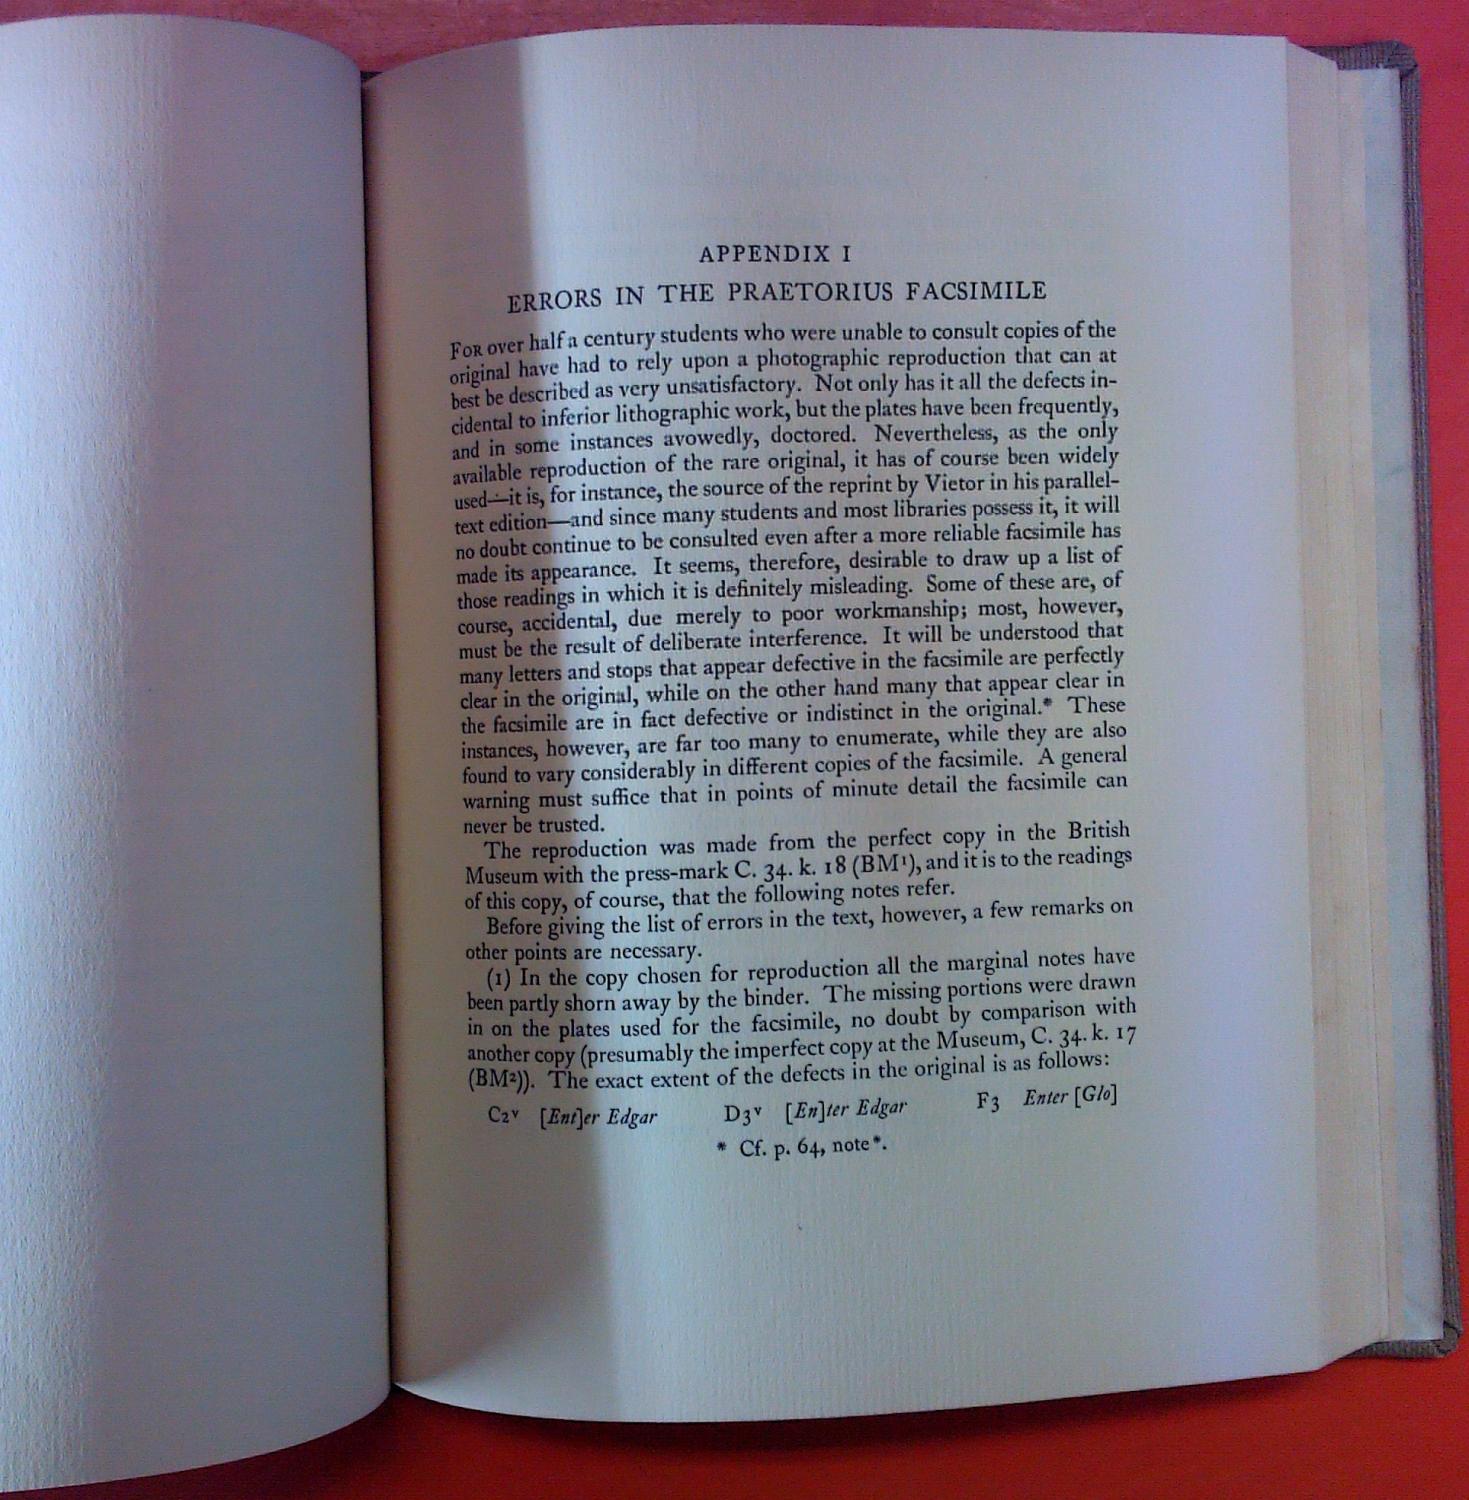 APPENDIX I
ERRORS IN THE PRAETORIUS FACSIMILE
FOR over half a century students who were unable to consult copies of the
original have had to rely upon a photographic reproduction that can at
best be described as very unsatisfactory. Not only has it all the defects in-
cidental to inferior lithographic work, but the plates have been frequently,
and in some instances avowedly, doctored. Nevertheless, as the only
available reproduction of the rare original, it has of course been widely
used—it is, for instance, the source of the reprint by Vietor in his parallel-
text edition—and since many students and most libraries possess it, it will
no doubt continue to be consulted even after a more reliable facsimile has
made its appearance. It seems, therefore, desirable to draw up a list of
those readings in which it is definitely misleading. Some of these are, of
course, accidental, due merely to poor workmanship; most, however,
must be the result of deliberate interference. It will be understood that
many letters and stops that appear defective in the facsimile are perfectly
clear in the original, while on the other hand many that appear clear in
the facsimile are in fact defective or indistinct in the original.* These
instances, however, are far too many to enumerate, while they are also
found to vary considerably in different copies of the facsimile. A general
warning must suffice that in points of minute detail the facsimile can
never be trusted.
The reproduction was made from the perfect copy in the British
Museum with the press-mark C. 34. k. 18 (BM¹), and it is to the readings
of this copy, of course, that the following notes refer.
Before giving the list of errors in the text, however, a few remarks on
other points are necessary.
(1) In the copy chosen for reproduction all the marginal notes have
been partly shorn away by the binder. The missing portions were drawn
in on the plates used for the facsimile, no doubt by comparison with
another copy (presumably the imperfect copy at the Museum, C. 34. k. 17
(BM²)). The exact extent of the defects in the original is as follows:
C2ᵛ [Ent]er Edgar D3ᵛ [En]ter Edgar F3 Enter [Glo]
* Cf. p. 64, note*.